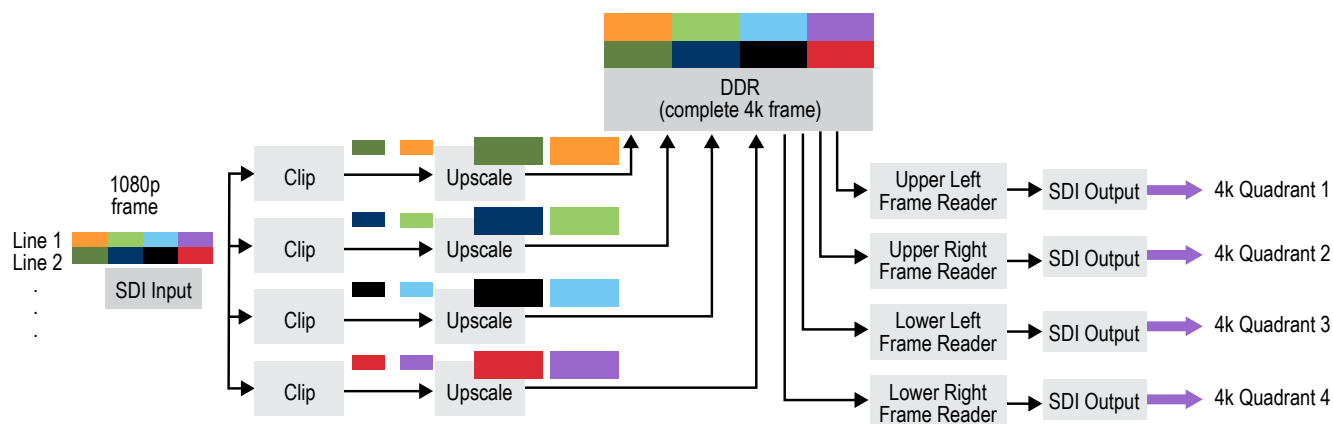 DDR
(complete 4k frame)
1080p
frame
Line 1
Line 2
.
.
.
SDI Input
Clip
Upscale
Clip
Upscale
Clip
Upscale
Clip
Upscale
Upper Left
Frame Reader
SDI Output
4k Quadrant 1
Upper Right
Frame Reader
SDI Output
4k Quadrant 2
Lower Left
Frame Reader
SDI Output
4k Quadrant 3
Lower Right
Frame Reader
SDI Output
4k Quadrant 4